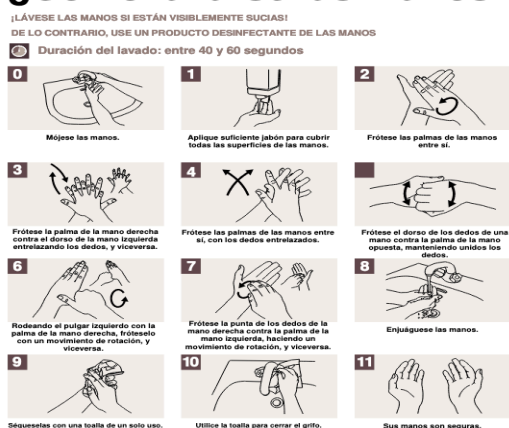 ¡LÁVESE LAS MANOS SI ESTÁN VISIBLEMENTE SUCIAS!
DE LO CONTRARIO, USE UN PRODUCTO DESINFECTANTE DE LAS MANOS
Duración del lavado: entre 40 y 60 segundos
0
Mójese las manos.
1
Aplique suficiente jabón para cubrir
todas las superficies de las manos.
2
Frótese las palmas de las manos
entre sí.
3
Frótese la palma de la mano derecha
contra el dorso de la mano izquierda
entrelazando los dedos, y viceversa.
4
Frótese las palmas de las manos entre
sí, con los dedos entrelazados.
Frótese el dorso de los dedos de una
mano contra la palma de la mano
opuesta, manteniendo unidos los
dedos.
6
Rodeando el pulgar izquierdo con la
palma de la mano derecha, fróteselo
con un movimiento de rotación, y
viceversa.
7
Frótese la punta de los dedos de la
mano derecha contra la palma de la
mano izquierda, haciendo un
movimiento de rotación, y viceversa.
8
Enjuáguese las manos.
9
Séqueselas con una toalla de un solo uso.
10
Utilice la toalla para cerrar el grifo.
11
Sus manos son seguras.